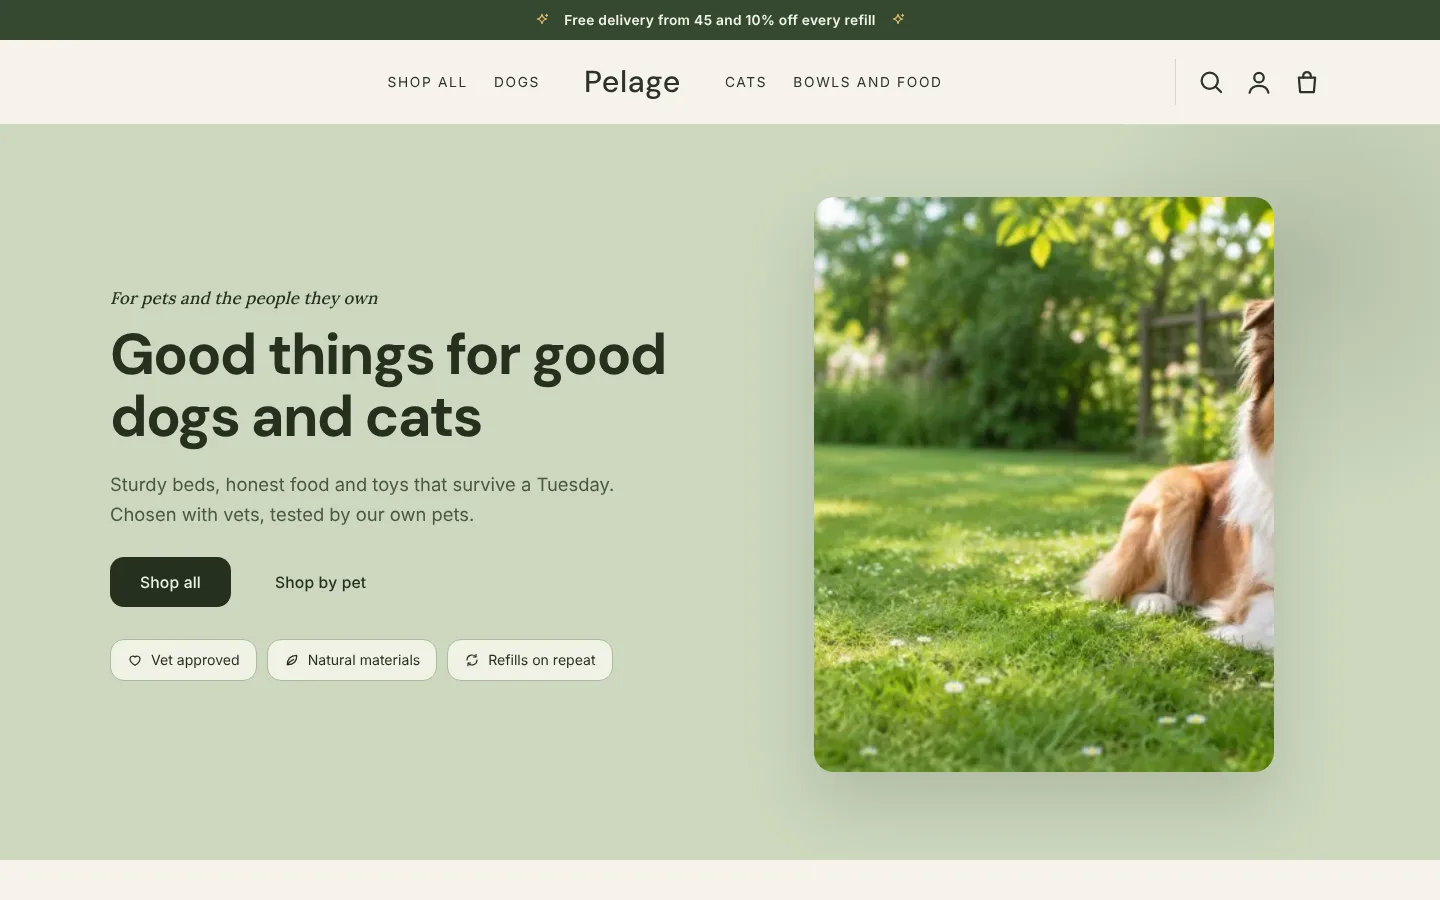 Free delivery from 45 and 10% off every refill
SHOP ALL
DOGS
Pelage
CATS
BOWLS AND FOOD
For pets and the people they own
Good things for good
dogs and cats
Sturdy beds, honest food and toys that survive a Tuesday.
Chosen with vets, tested by our own pets.
Shop all
Shop by pet
Vet approved
Natural materials
Refills on repeat